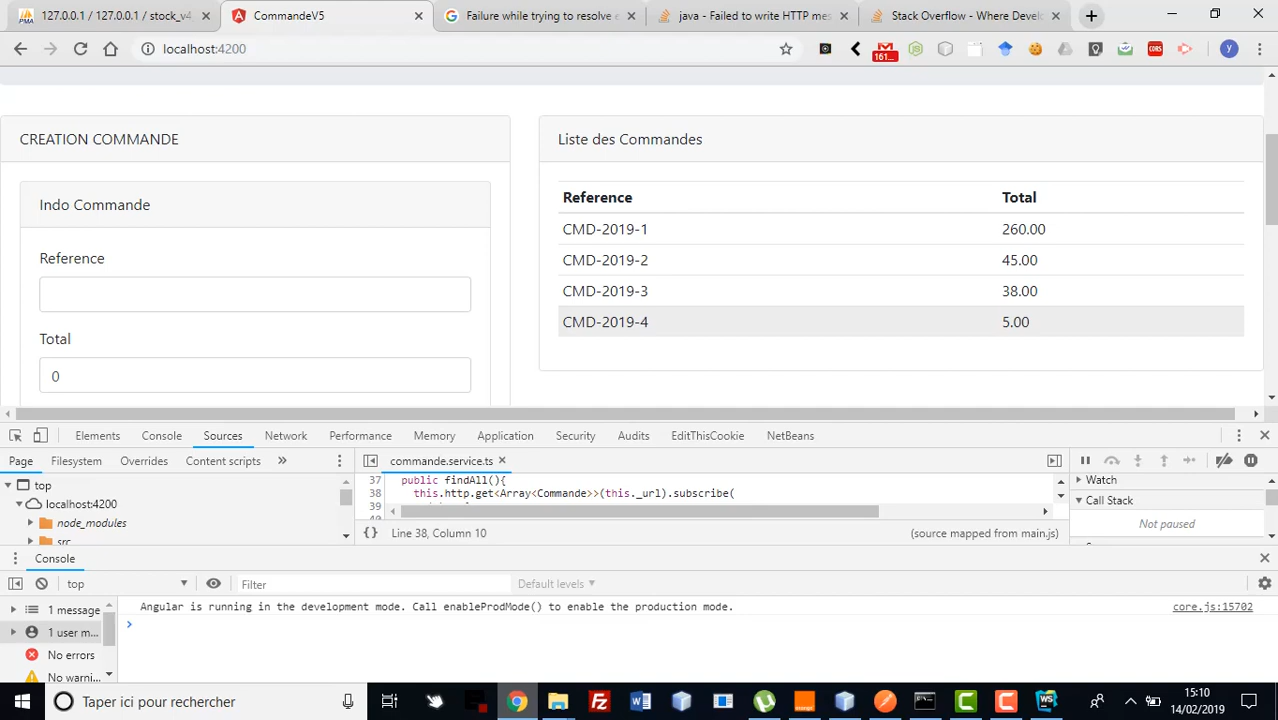 127.0.0.1 / 127.0.0.1 / stock_v4
CommandeV5
Failure while trying to resolve e
java - Failed to write HTTP mes
Stack Overflow - Where Devel
localhost:4200
161...
CORS
y
CREATION COMMANDE
Liste des Commandes
Indo Commande
Reference Total
Reference
CMD-2019-1 260.00
CMD-2019-2 45.00
CMD-2019-3 38.00
CMD-2019-4 5.00
Total
0
Elements Console Sources Network Performance Memory Application Security Audits EditThisCookie NetBeans
Page Filesystem Overrides Content scripts » commande.service.ts
top
localhost:4200
node_modules
src
37 public findAll(){
38 this.http.get<Array<Commande>>(this._url).subscribe(
39
{} Line 38, Column 10 (source mapped from main.js)
Watch
Call Stack
Not paused
Console
top Filter Default levels
1 message
1 user m...
No errors
No warni...
Angular is running in the development mode. Call enableProdMode() to enable the production mode. core.js:15702
Taper ici pour rechercher
15:10
14/02/2019